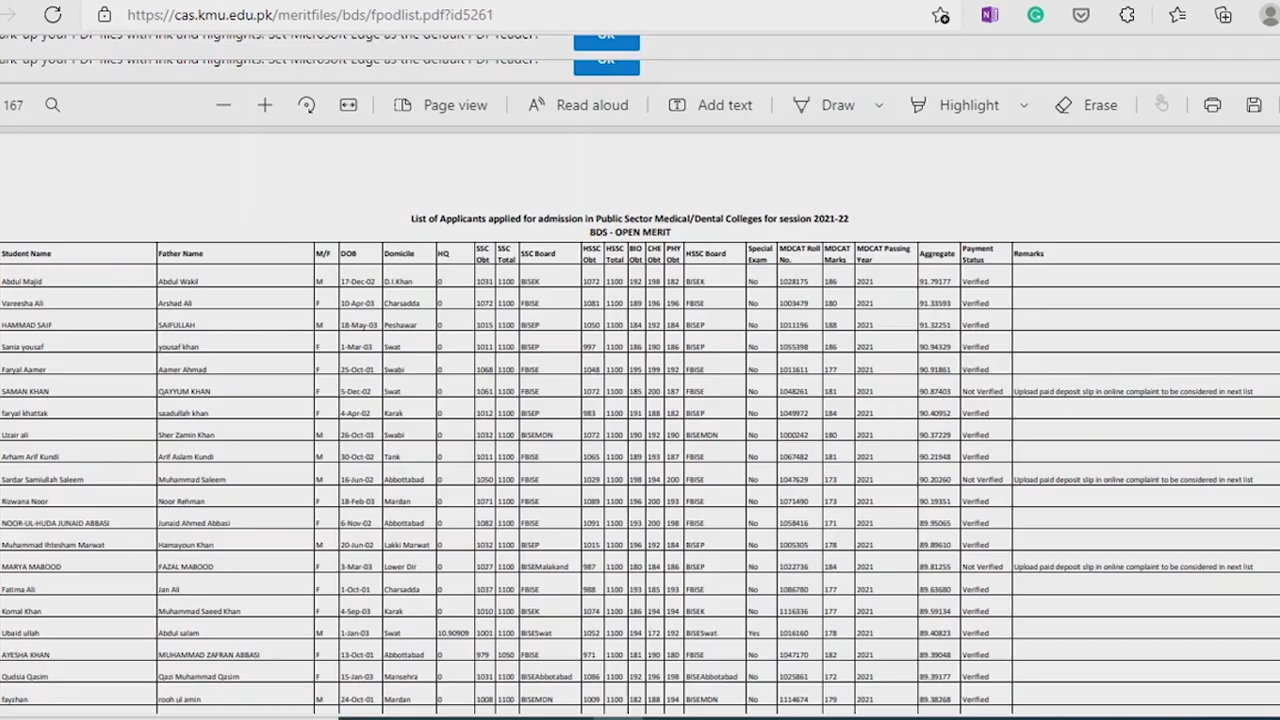 https://cas.kmu.edu.pk/meritfiles/bds/fpodlist.pdf?id5261
ark-up your PDF files with ink and highlights. Set Microsoft Edge as the default PDF reader?
167 Page view Read aloud Add text Draw Highlight Erase
List of Applicants applied for admission in Public Sector Medical/Dental Colleges for session 2021-22
BDS - OPEN MERIT
Student Name Father Name M/F DOB Domicile HQ SSC Obt SSC Total SSC Board HSSC Obt HSSC Total BIO Obt CHE Obt PHY Obt HSSC Board Special Exam MDCAT Roll No. MDCAT Marks MDCAT Passing Year Aggregate Payment Status Remarks
Abdul Majid Abdul Wakil M 17-Dec-02 D.I.Khan 0 1031 1100 BISEK 1072 1100 192 198 182 BISEK No 1028175 186 2021 91.79177 Verified
Vareesha Ali Arshad Ali F 10-Apr-03 Charsadda 0 1072 1100 FBISE 1081 1100 189 196 196 FBISE No 1003479 180 2021 91.33593 Verified
HAMMAD SAIF SAIFULLAH M 18-May-03 Peshawar 0 1015 1100 BISEP 1050 1100 184 192 184 BISEP No 1011196 188 2021 91.32251 Verified
Sania yousaf yousaf khan F 1-Mar-03 Swat 0 1011 1100 BISEP 997 1100 186 190 186 BISEP No 1055398 186 2021 90.94329 Verified
Faryal Aamer Aamer Ahmad F 25-Oct-01 Swabi 0 1068 1100 FBISE 1048 1100 195 199 192 FBISE No 1011611 177 2021 90.91861 Verified
SAMAN KHAN QAYYUM KHAN F 5-Dec-02 Swat 0 1061 1100 FBISE 1072 1100 185 200 187 FBISE No 1048261 181 2021 90.87403 Not Verified Upload paid deposit slip in online complaint to be considered in next list
faryal khattak saadullah khan F 4-Apr-02 Karak 0 1012 1100 BISEP 983 1100 191 188 182 BISEP No 1049972 184 2021 90.40952 Verified
Uzair ali Sher Zamin Khan M 26-Oct-03 Swabi 0 1032 1100 BISEMDN 1072 1100 190 192 190 BISEMDN No 1000242 180 2021 90.37229 Verified
Arham Arif Kundi Arif Aslam Kundi M 30-Oct-02 Tank 0 1011 1100 FBISE 1065 1100 189 193 187 FBISE No 1067482 181 2021 90.21948 Verified
Sardar Samiullah Saleem Muhammad Saleem M 16-Jun-02 Abbottabad 0 1050 1100 FBISE 1029 1100 198 194 200 FBISE No 1047629 173 2021 90.20260 Not Verified Upload paid deposit slip in online complaint to be considered in next list
Rizwana Noor Noor Rehman F 18-Feb-03 Mardan 0 1071 1100 FBISE 1089 1100 196 200 193 FBISE No 1071490 173 2021 90.19351 Verified
NOOR-UL-HUDA JUNAID ABBASI Junaid Ahmed Abbasi F 6-Nov-02 Abbottabad 0 1082 1100 FBISE 1091 1100 193 200 198 FBISE No 1058416 171 2021 89.95065 Verified
Muhammad Ihtesham Marwat Hamayoun Khan M 20-Jun-02 Lakki Marwat 0 1032 1100 BISEP 1015 1100 196 192 184 BISEP No 1005305 178 2021 89.89610 Verified
MARYA MABOOD FAZAL MABOOD F 3-Mar-03 Lower Dir 0 1027 1100 BISEMalakand 987 1100 180 184 186 BISEP No 1022736 184 2021 89.81255 Not Verified Upload paid deposit slip in online complaint to be considered in next list
Fatima Ali Jan Ali F 1-Oct-01 Charsadda 0 1037 1100 FBISE 988 1100 193 185 193 FBISE No 1086780 177 2021 89.63680 Verified
Komal Khan Muhammad Saeed Khan F 4-Sep-03 Karak 0 1010 1100 BISEK 1074 1100 186 194 194 BISEK No 1116336 177 2021 89.59134 Verified
Ubaid ullah Abdul salam M 1-Jan-03 Swat 10.90909 1001 1100 BISESwat 1052 1100 194 172 192 BISESwat Yes 1016160 178 2021 89.40823 Verified
AYESHA KHAN MUHAMMAD ZAFRAN ABBASI F 13-Oct-01 Abbottabad 0 979 1050 FBISE 971 1100 181 190 180 FBISE No 1047170 182 2021 89.39048 Verified
Qudsia Qasim Qazi Muhammad Qasim F 15-Jan-03 Mansehra 0 1031 1100 BISEAbbotabad 1086 1100 192 196 198 BISEAbbotabad No 1025861 172 2021 89.39177 Verified
fayzhan rooh ul amin M 24-Oct-01 Mardan 0 1008 1100 BISEMDN 1009 1100 182 188 194 BISEMDN No 1114674 179 2021 89.38268 Verified